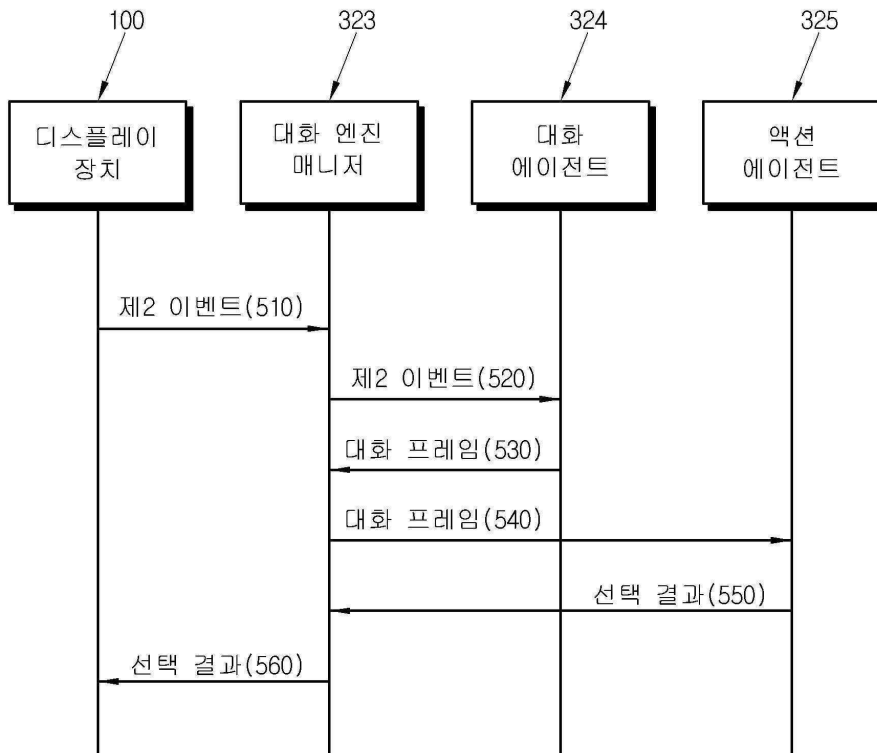 100
323
324
325
디스플레이
장치
대화 엔진
매니저
대화
에이전트
액션
에이전트
제2 이벤트(510)
제2 이벤트(520)
대화 프레임(530)
대화 프레임(540)
선택 결과(550)
선택 결과(560)